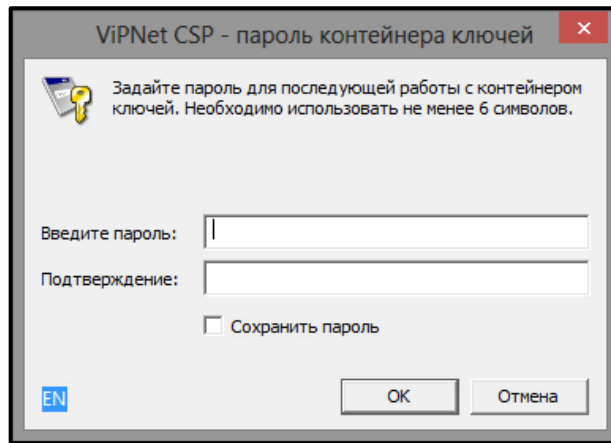 ViPNet CSP - пароль контейнера ключей
Задайте пароль для последующей работы с контейнером
ключей. Необходимо использовать не менее 6 символов.
Введите пароль:
Подтверждение:
Сохранить пароль
EN
OK
Отмена